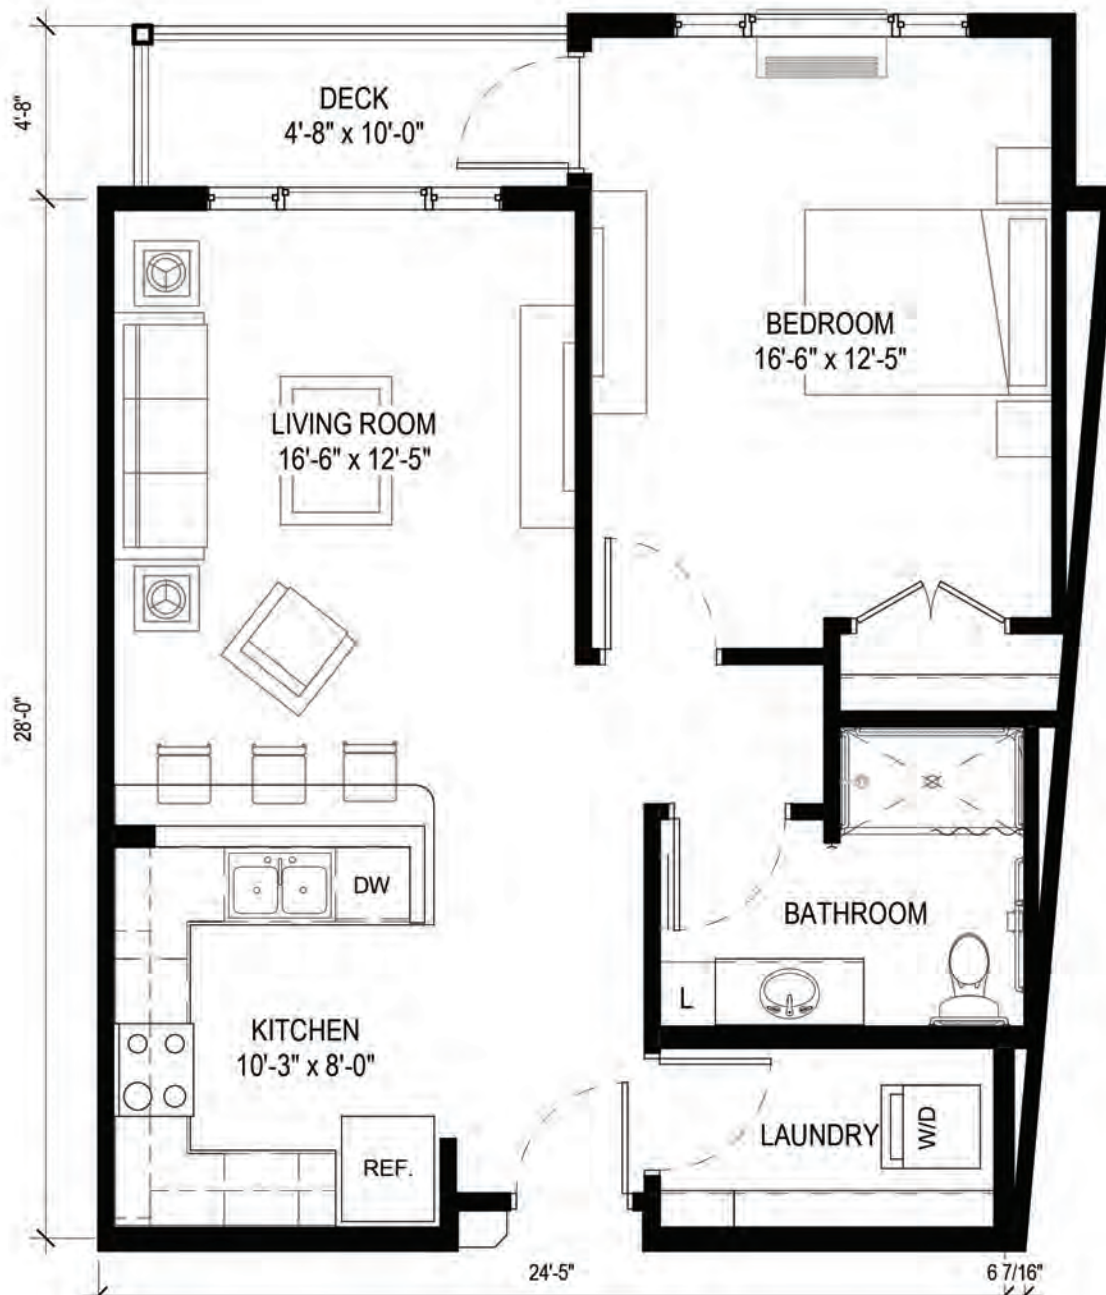 4'-8"
DECK
4'-8" x 10'-0"
BEDROOM
16'-6" x 12'-5"
LIVING ROOM
16'-6" x 12'-5"
28'-0"
DW
BATHROOM
L
KITCHEN
10'-3" x 8'-0"
LAUNDRY
W/D
REF.
24'-5"
6 7/16"